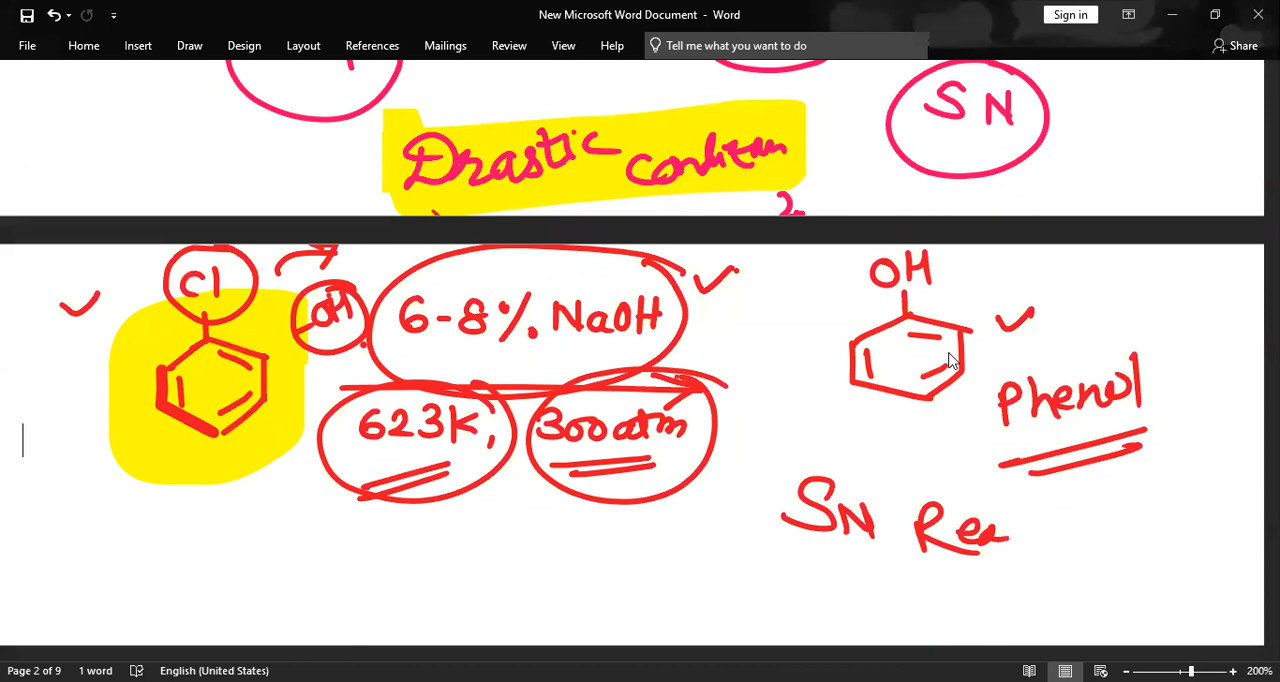 New Microsoft Word Document - Word
Sign in
File Home Insert Draw Design Layout References Mailings Review View Help Tell me what you want to do Share
SN
Drastic condition
Cl
OH
6-8% NaOH
OH
623K, 300atm
Phenol
SN Rea
Page 2 of 9 1 word English (United States) 200%